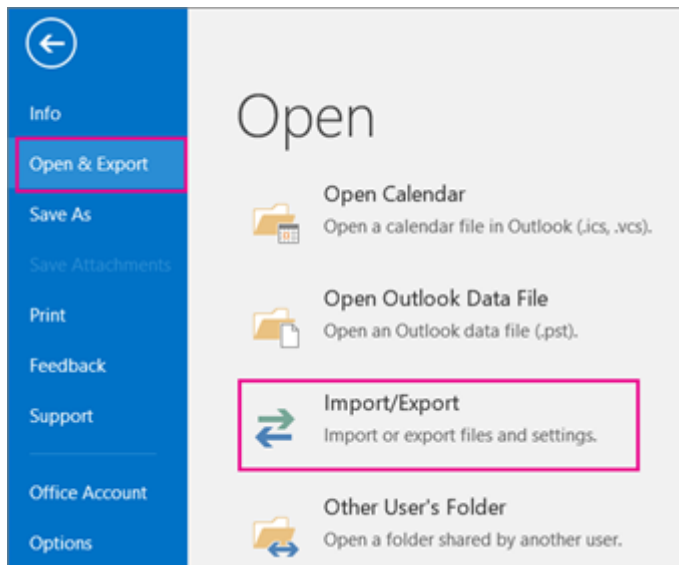 Info
Open & Export
Save As
Save Attachments
Print
Feedback
Support
Office Account
Options
Open
Open Calendar
Open a calendar file in Outlook (.ics, .vcs).
Open Outlook Data File
Open an Outlook data file (.pst).
Import/Export
Import or export files and settings.
Other User's Folder
Open a folder shared by another user.